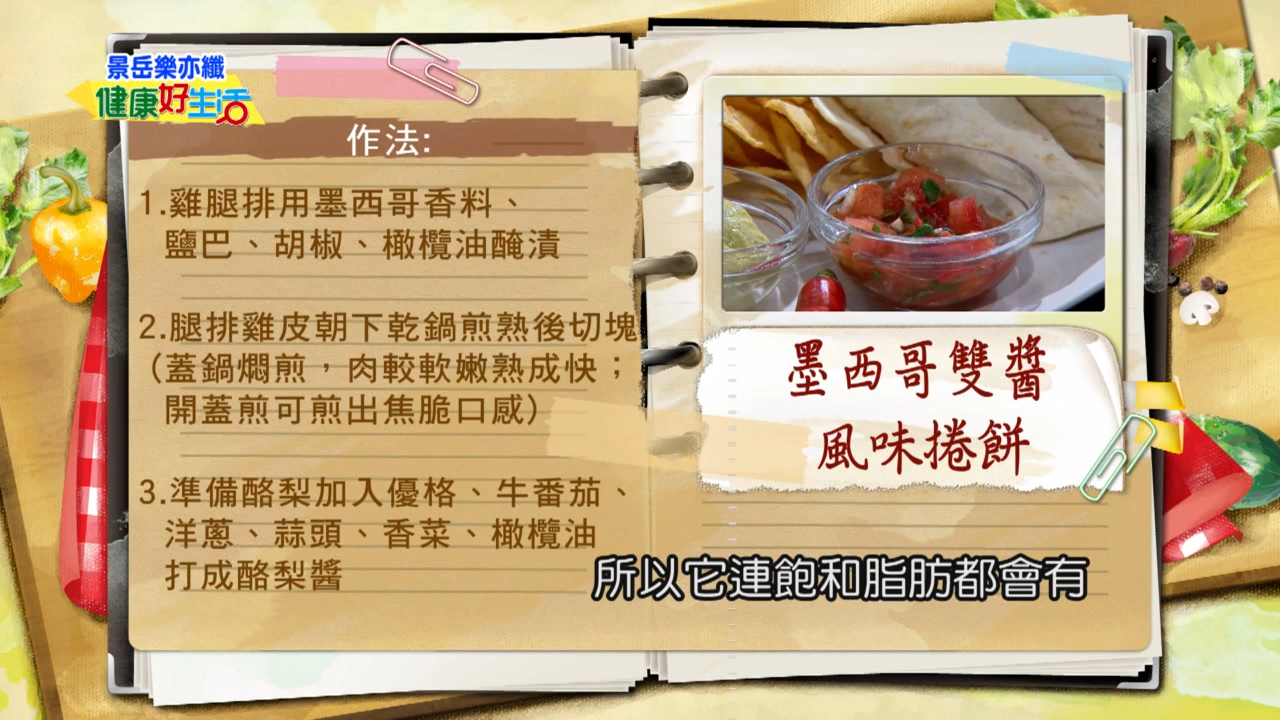 景岳樂亦纖
健康好生活
作法:
1.雞腿排用墨西哥香料、
鹽巴、胡椒、橄欖油醃漬
2.腿排雞皮朝下乾鍋煎熟後切塊
(蓋鍋燜煎，肉較軟嫩熟成快；
開蓋煎可煎出焦脆口感)
3.準備酪梨加入優格、牛番茄、
洋蔥、蒜頭、香菜、橄欖油
打成酪梨醬
墨西哥雙醬
風味捲餅
所以它連飽和脂肪都會有